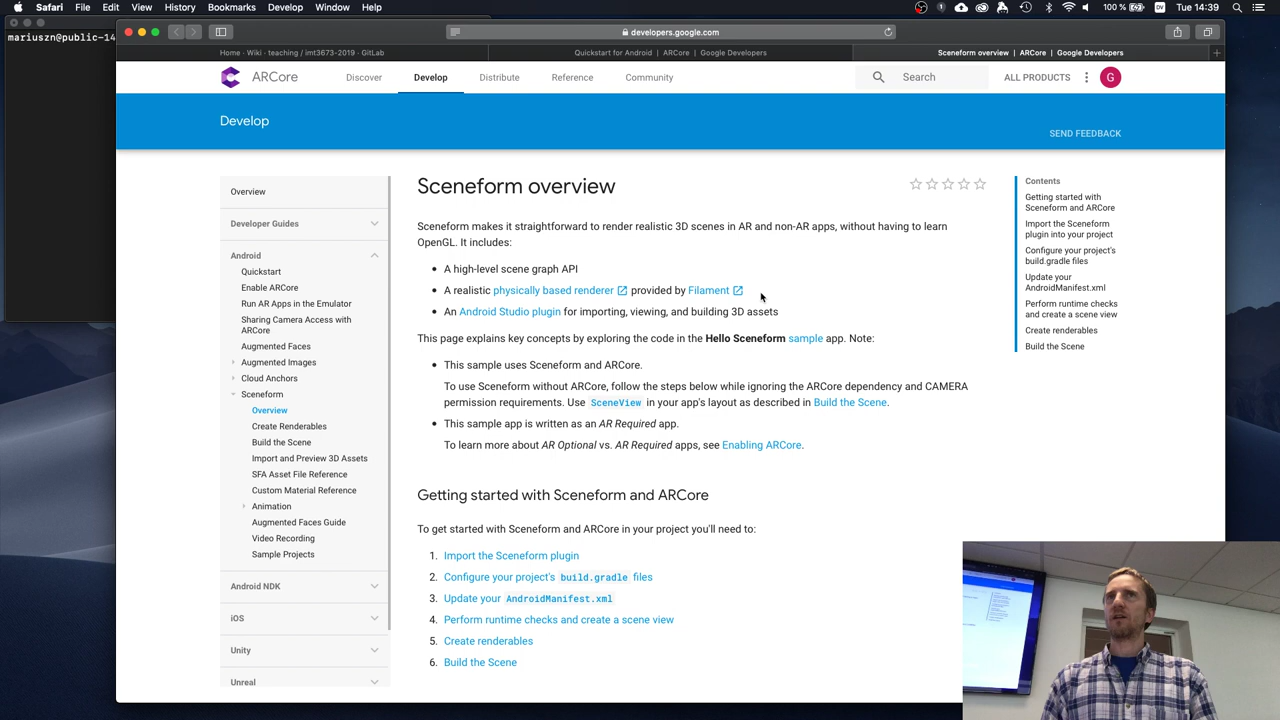 Safari File Edit View History Bookmarks Develop Window Help 100 % DV Tue 14:39
mariuszn@public-14
developers.google.com
Home · Wiki · teaching / imt3673-2019 · GitLab Quickstart for Android | ARCore | Google Developers Sceneform overview | ARCore | Google Developers
ARCore Discover Develop Distribute Reference Community Search ALL PRODUCTS G
Develop
SEND FEEDBACK
Overview
Developer Guides
Android
Quickstart
Enable ARCore
Run AR Apps in the Emulator
Sharing Camera Access with
ARCore
Augmented Faces
Augmented Images
Cloud Anchors
Sceneform
Overview
Create Renderables
Build the Scene
Import and Preview 3D Assets
SFA Asset File Reference
Custom Material Reference
Animation
Augmented Faces Guide
Video Recording
Sample Projects
Android NDK
iOS
Unity
Unreal
Sceneform overview
Sceneform makes it straightforward to render realistic 3D scenes in AR and non-AR apps, without having to learn
OpenGL. It includes:
• A high-level scene graph API
• A realistic physically based renderer provided by Filament
• An Android Studio plugin for importing, viewing, and building 3D assets
This page explains key concepts by exploring the code in the Hello Sceneform sample app. Note:
• This sample uses Sceneform and ARCore.
To use Sceneform without ARCore, follow the steps below while ignoring the ARCore dependency and CAMERA
permission requirements. Use SceneView in your app's layout as described in Build the Scene.
• This sample app is written as an AR Required app.
To learn more about AR Optional vs. AR Required apps, see Enabling ARCore.
Getting started with Sceneform and ARCore
To get started with Sceneform and ARCore in your project you'll need to:
1. Import the Sceneform plugin
2. Configure your project's build.gradle files
3. Update your AndroidManifest.xml
4. Perform runtime checks and create a scene view
5. Create renderables
6. Build the Scene
Contents
Getting started with
Sceneform and ARCore
Import the Sceneform
plugin into your project
Configure your project's
build.gradle files
Update your
AndroidManifest.xml
Perform runtime checks
and create a scene view
Create renderables
Build the Scene